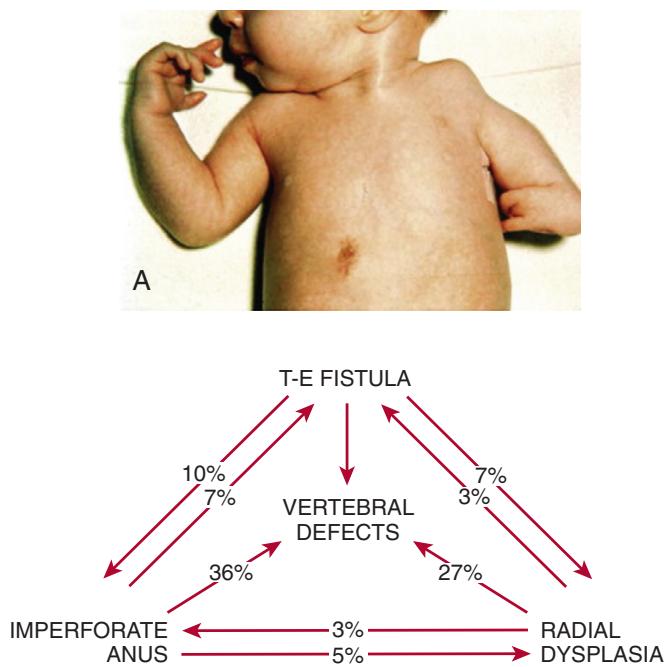 A
T-E FISTULA
10%
7%
7%
3%
VERTEBRAL
DEFECTS
36%
27%
IMPERFORATE
ANUS
3%
5%
RADIAL
DYSPLASIA